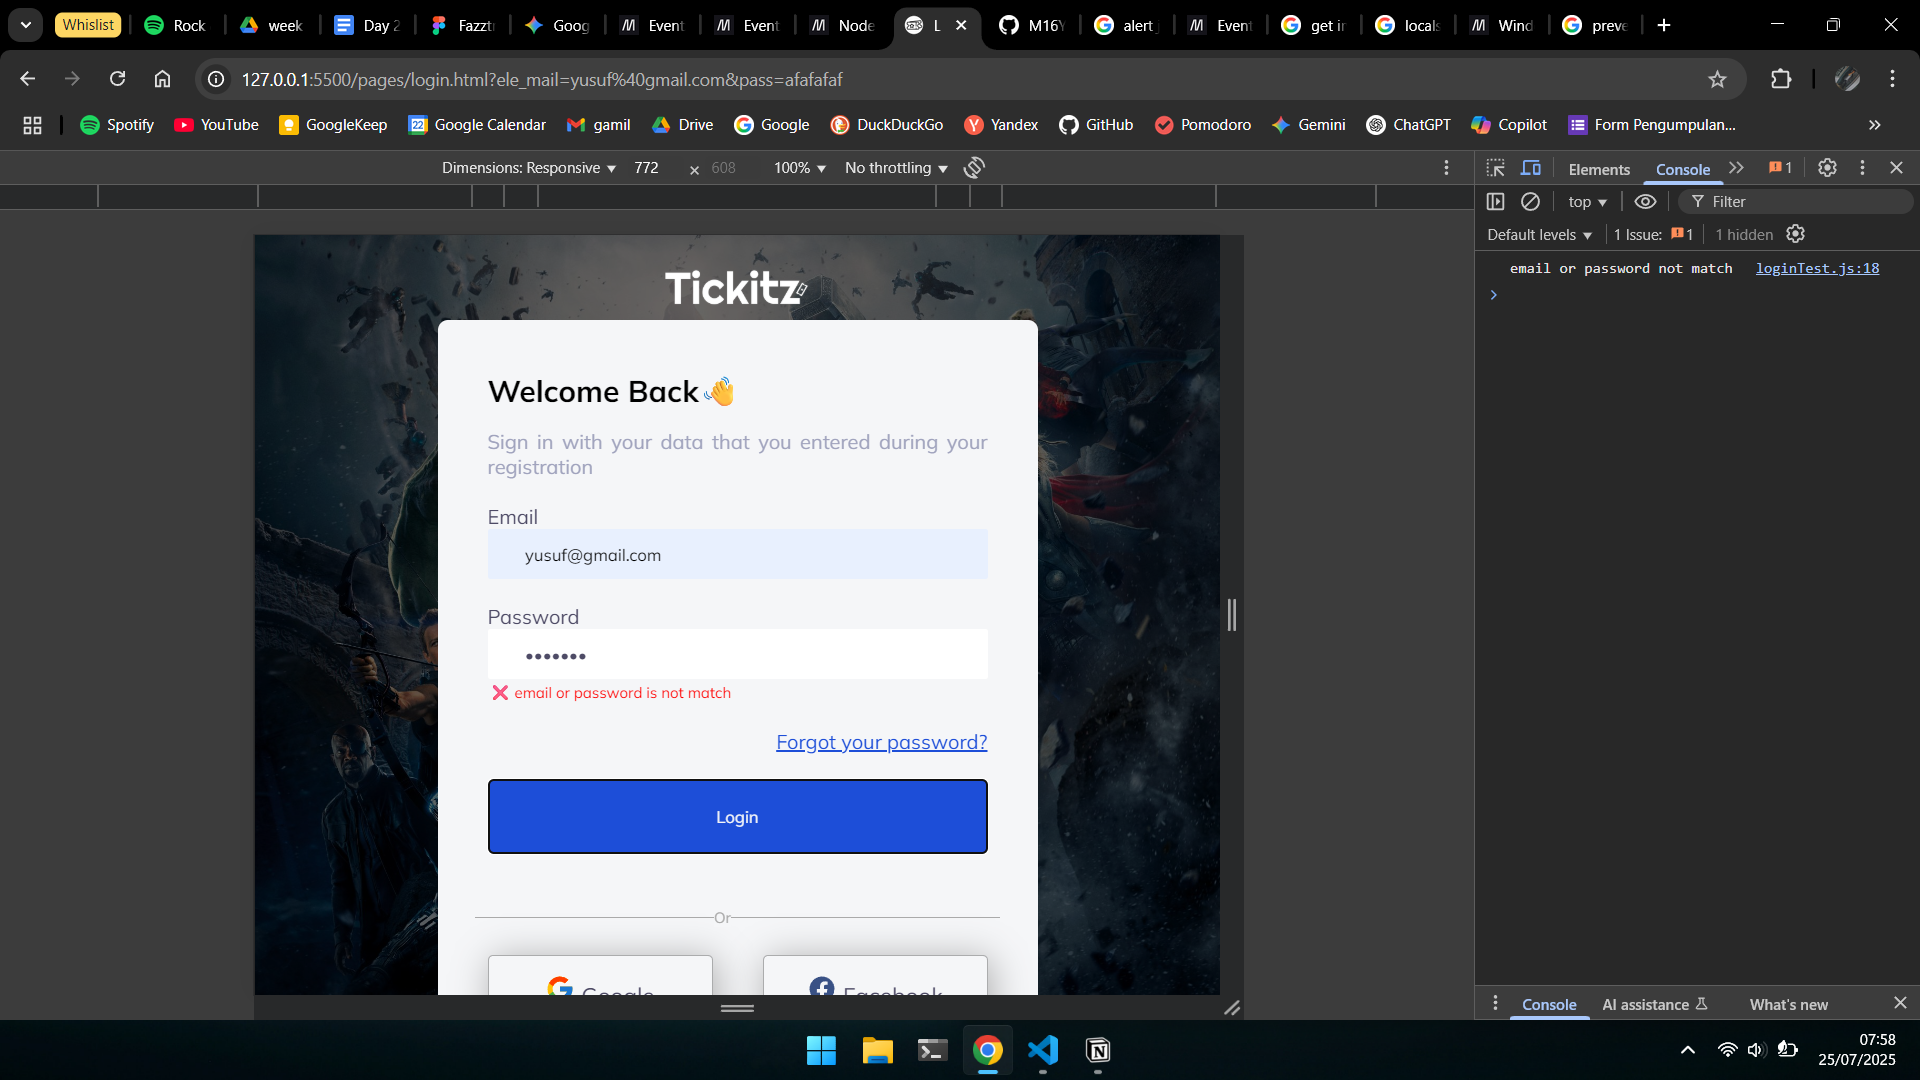 Whislist
Rock
week
Day 2
Fazzt
Goog
Event
Event
Node
L
M16Y
alert j
Event
get in
locals
Wind
preve
127.0.0.1:5500/pages/login.html?ele_mail=yusuf%40gmail.com&pass=afafafaf
Spotify
YouTube
GoogleKeep
22
Google Calendar
gamil
Drive
Google
DuckDuckGo
Yandex
GitHub
Pomodoro
Gemini
ChatGPT
Copilot
Form Pengumpulan...
Dimensions: Responsive
772
×
608
100%
No throttling
Elements
Console
1
top
Filter
Default levels
1 Issue:
1
1 hidden
email or password not match
loginTest.js:18
Tickitz
Welcome Back 👋
Sign in with your data that you entered during your
registration
Email
yusuf@gmail.com
Password
•••••••
❌ email or password is not match
Forgot your password?
Login
Or
Google
Facebook
Console
AI assistance
What's new
07:58
25/07/2025